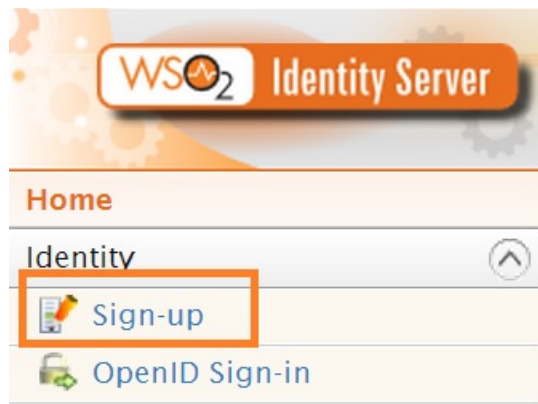 WSO2 Identity Server
Home
Identity
Sign-up
OpenID Sign-in